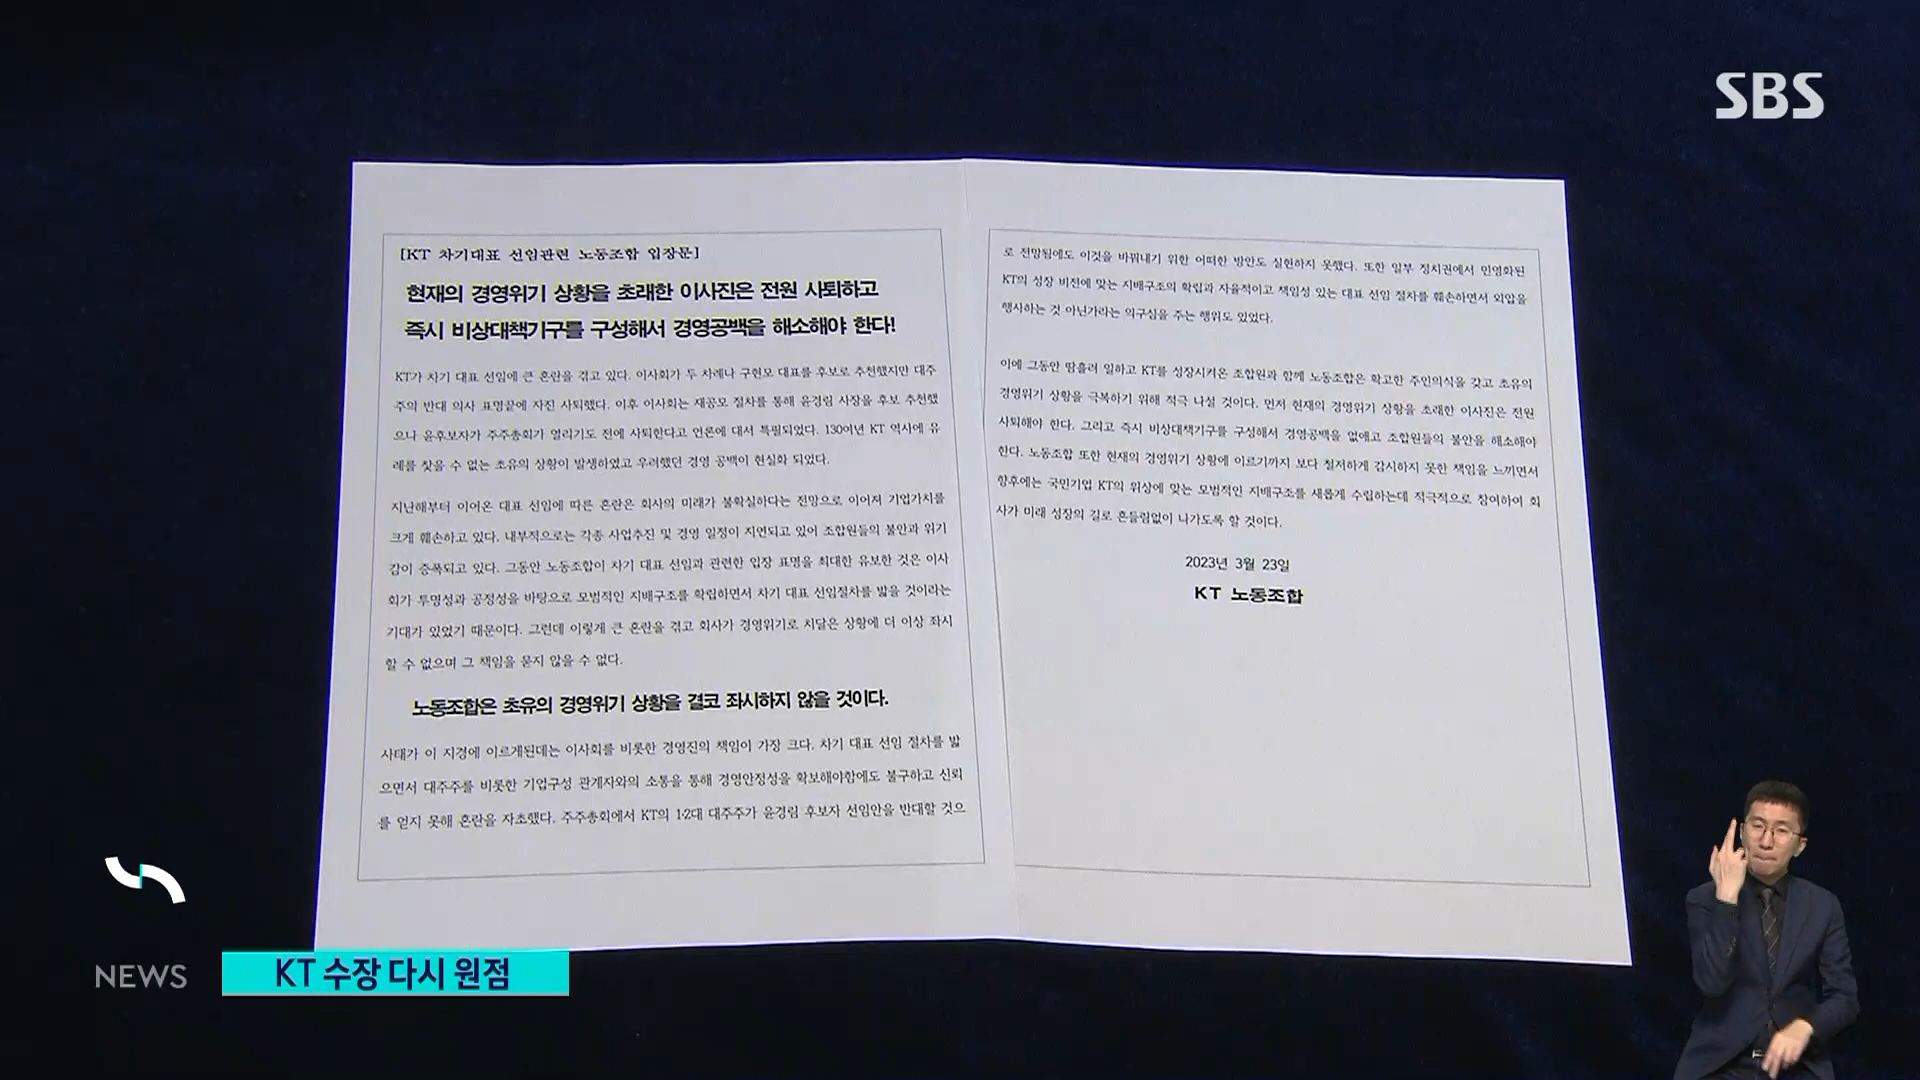 SBS
[KT 차기대표 선임관련 노동조합 입장문]
현재의 경영위기 상황을 초래한 이사진은 전원 사퇴하고
즉시 비상대책기구를 구성해서 경영공백을 해소해야 한다!
KT가 차기 대표 선임에 큰 혼란을 겪고 있다. 이사회가 두 차례나 구현모 대표를 후보로 추천했지만 대주
주의 반대 의사 표명끝에 자진 사퇴했다. 이후 이사회는 재공모 절차를 통해 윤경림 사장을 후보 추천했
으나 윤후보자가 주주총회가 열리기도 전에 사퇴한다고 언론에 대서 특필되었다. 130여년 KT 역사에 유
례를 찾을 수 없는 초유의 상황이 발생하였고 우려했던 경영 공백이 현실화 되었다.
지난해부터 이어온 대표 선임에 따른 혼란은 회사의 미래가 불확실하다는 전망으로 이어져 기업가치를
크게 훼손하고 있다. 내부적으로는 각종 사업추진 및 경영 일정이 지연되고 있어 조합원들의 불안과 위기
감이 증폭되고 있다. 그동안 노동조합이 차기 대표 선임과 관련한 입장 표명을 최대한 유보한 것은 이사
회가 투명성과 공정성을 바탕으로 모범적인 지배구조를 확립하면서 차기 대표 선임절차를 밟을 것이라는
기대가 있었기 때문이다. 그런데 이렇게 큰 혼란을 겪고 회사가 경영위기로 치달은 상황에 더 이상 좌시
할 수 없으며 그 책임을 묻지 않을 수 없다.
노동조합은 초유의 경영위기 상황을 결코 좌시하지 않을 것이다.
사태가 이 지경에 이르게된데는 이사회를 비롯한 경영진의 책임이 가장 크다. 차기 대표 선임 절차를 밟
으면서 대주주를 비롯한 기업구성 관계자와의 소통을 통해 경영안정성을 확보해야함에도 불구하고 신뢰
를 얻지 못해 혼란을 자초했다. 주주총회에서 KT의 1·2대 대주주가 윤경림 후보자 선임안을 반대할 것으
로 전망됨에도 이것을 바꿔내기 위한 어떠한 방안도 실현하지 못했다. 또한 일부 정치권에서 민영화된
KT의 성장 비전에 맞는 지배구조의 확립과 자율적이고 책임성 있는 대표 선임 절차를 훼손하면서 외압을
행사하는 것 아닌가라는 의구심을 주는 행위도 있었다.
이에 그동안 땀흘려 일하고 KT를 성장시켜온 조합원과 함께 노동조합은 확고한 주인의식을 갖고 초유의
경영위기 상황을 극복하기 위해 적극 나설 것이다. 먼저 현재의 경영위기 상황을 초래한 이사진은 전원
사퇴해야 한다. 그리고 즉시 비상대책기구를 구성해서 경영공백을 없애고 조합원들의 불안을 해소해야
한다. 노동조합 또한 현재의 경영위기 상황에 이르기까지 보다 철저하게 감시하지 못한 책임을 느끼면서
향후에는 국민기업 KT의 위상에 맞는 모범적인 지배구조를 새롭게 수립하는데 적극적으로 참여하여 회
사가 미래 성장의 길로 흔들림없이 나가도록 할 것이다.
2023년 3월 23일
KT 노동조합
NEWS
KT 수장 다시 원점